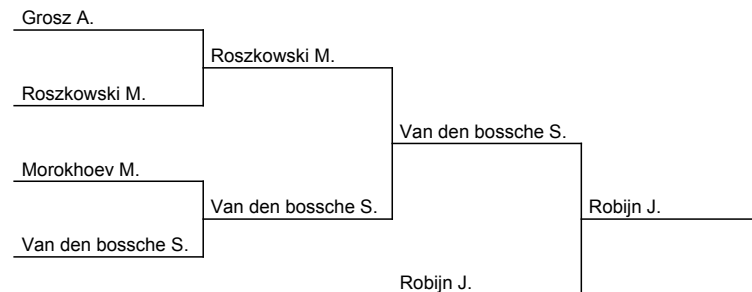 Grosz A.
Roszkowski M.
Roszkowski M.
Van den bossche S.
Morokhoev M.
Van den bossche S.
Robijn J.
Van den bossche S.
Robijn J.